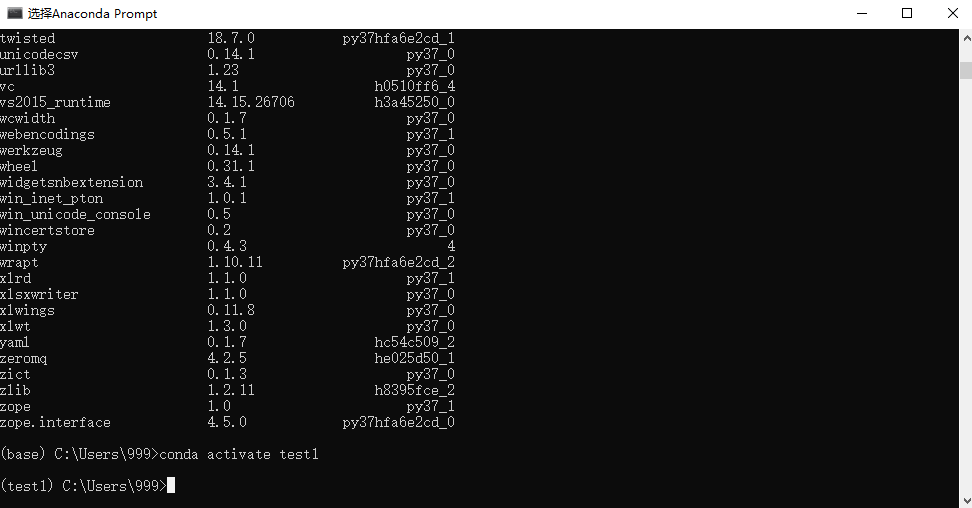 选择Anaconda Prompt
twisted 18.7.0 py37hfa6e2cd_1
unicodecsv 0.14.1 py37_0
urllib3 1.23 py37_0
vc 14.1 h0510ff6_4
vs2015_runtime 14.15.26706 h3a45250_0
wcwidth 0.1.7 py37_0
webencodings 0.5.1 py37_1
werkzeug 0.14.1 py37_0
wheel 0.31.1 py37_0
widgetsnbextension 3.4.1 py37_0
win_inet_pton 1.0.1 py37_1
win_unicode_console 0.5 py37_0
wincertstore 0.2 py37_0
winpty 0.4.3 4
wrapt 1.10.11 py37hfa6e2cd_2
xlrd 1.1.0 py37_1
xlsxwriter 1.1.0 py37_0
xlwings 0.11.8 py37_0
xlwt 1.3.0 py37_0
yaml 0.1.7 hc54c509_2
zeromq 4.2.5 he025d50_1
zict 0.1.3 py37_0
zlib 1.2.11 h8395fce_2
zope 1.0 py37_1
zope.interface 4.5.0 py37hfa6e2cd_0
(base) C:\Users\999>conda activate test1
(test1) C:\Users\999>